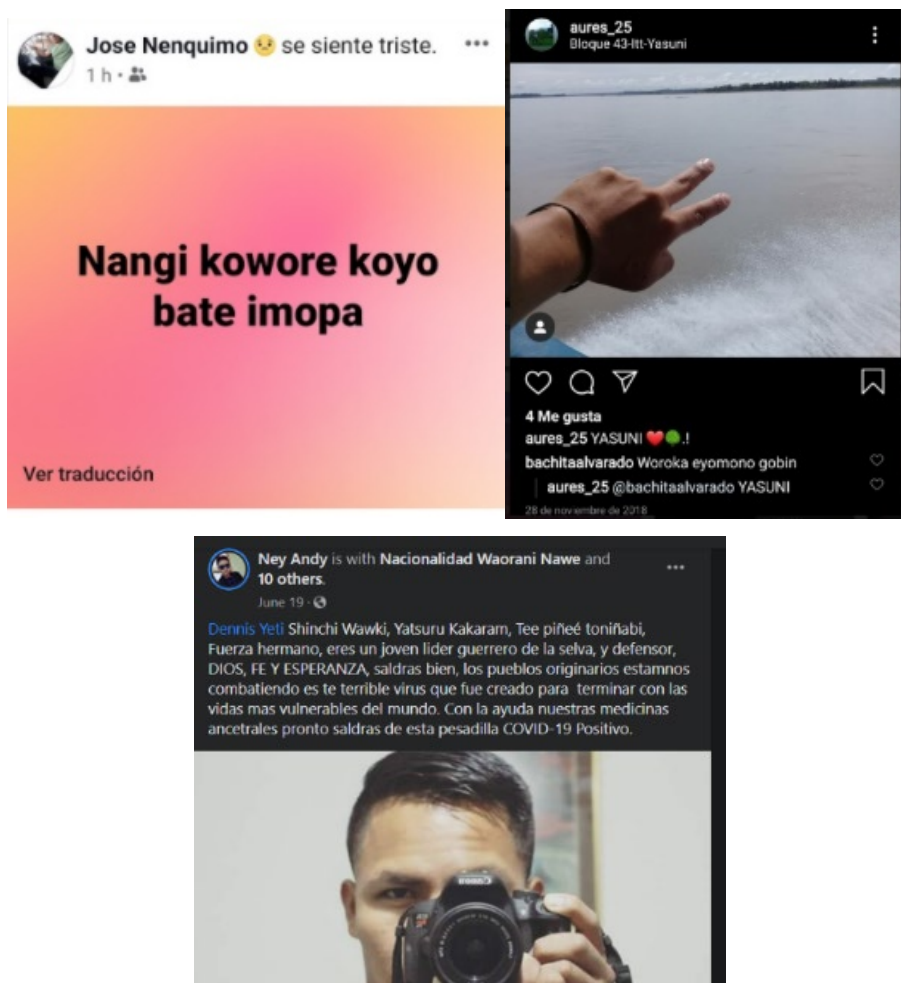 Jose Nenquimo 😟 se siente triste.
1 h
Nangi kowore koyo
bate imopa
Ver traducción
aures_25
Bloque 43-Itt-Yasuni
4 Me gusta
aures_25 YASUNI ❤️🌳.!
bachitaalvarado Woroka eyomono gobin
aures_25 @bachitaalvarado YASUNI
28 de noviembre de 2018
Ney Andy is with Nacionalidad Waorani Nawe and
10 others.
June 19
Dennis Yeti Shinchi Wawki, Yatsuru Kakaram, Tee piñeé toniñabi,
Fuerza hermano, eres un joven lider guerrero de la selva, y defensor,
DIOS, FE Y ESPERANZA, saldras bien, los pueblos originarios estamnos
combatiendo es te terrible virus que fue creado para terminar con las
vidas mas vulnerables del mundo. Con la ayuda nuestras medicinas
ancetrales pronto saldras de esta pesadilla COVID-19 Positivo.
Canon